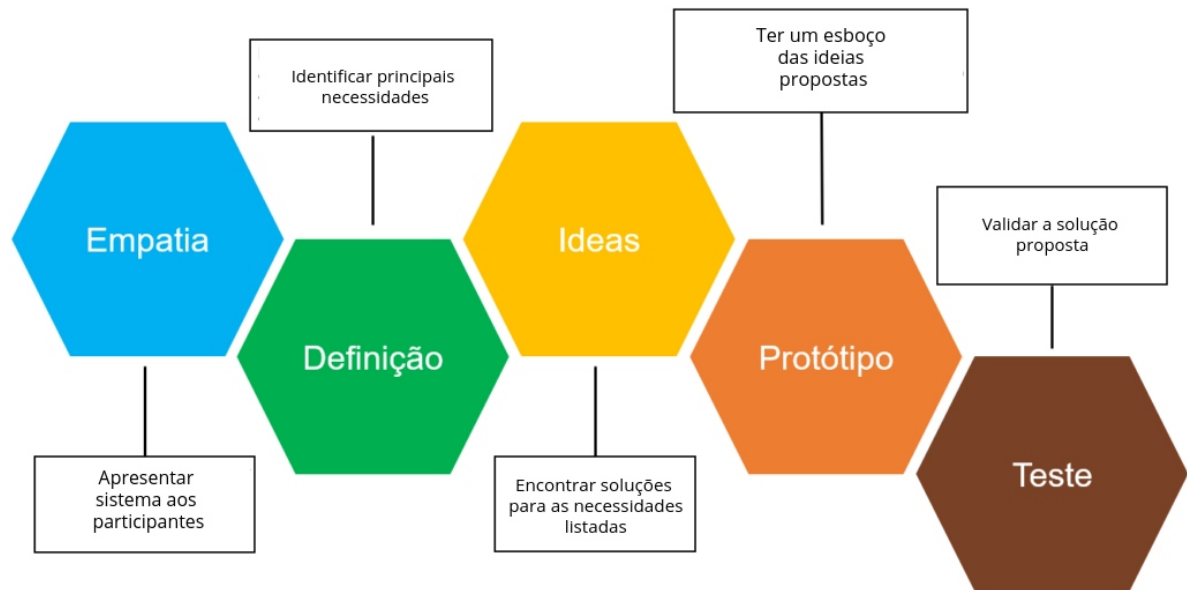 Ter um esboço
das ideias
propostas
Identificar principais
necessidades
Validar a solução
proposta
Empatia
Ideas
Definição
Protótipo
Teste
Apresentar
sistema aos
participantes
Encontrar soluções
para as necessidades
listadas